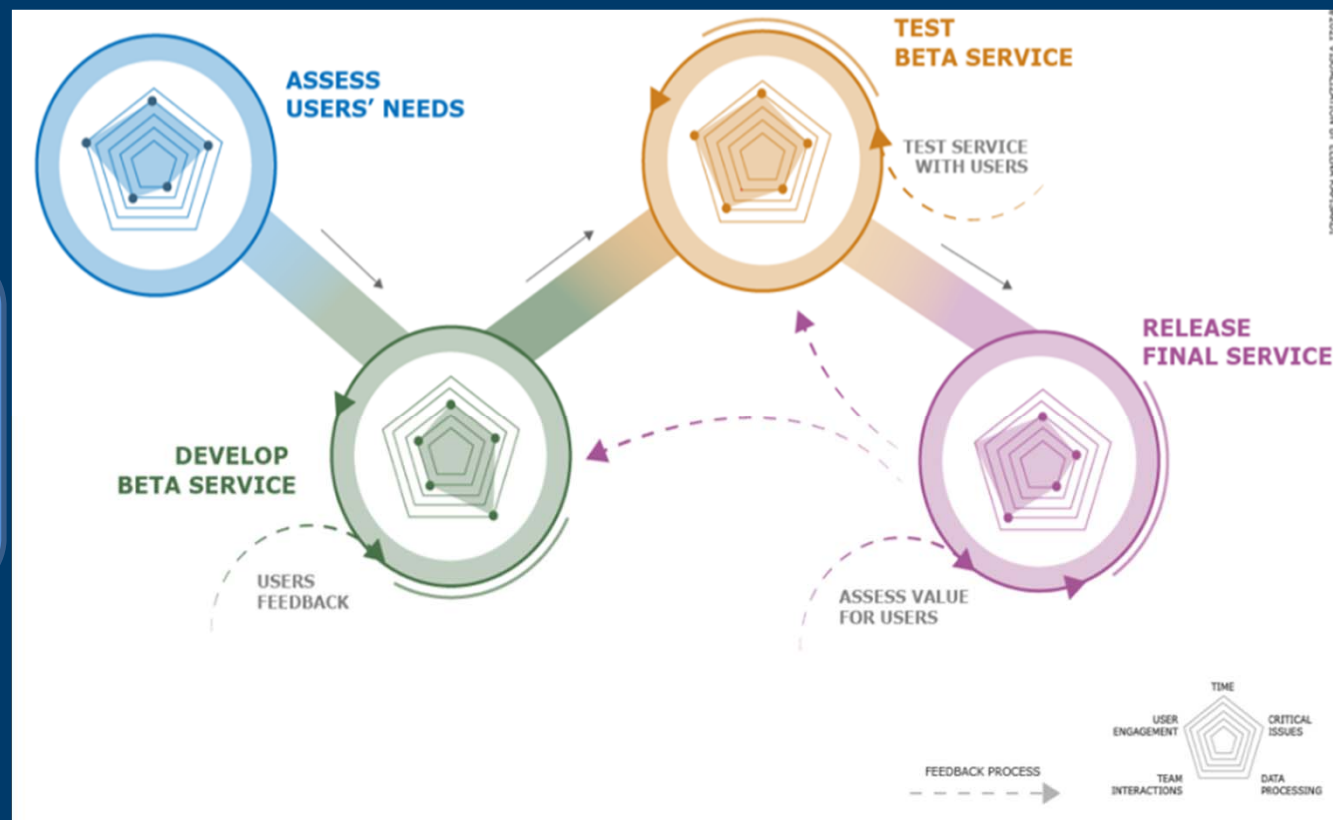 ASSESS
USERS' NEEDS
TEST
BETA SERVICE
TEST SERVICE
WITH USERS
RELEASE
FINAL SERVICE
DEVELOP
BETA SERVICE
USERS
FEEDBACK
ASSESS VALUE
FOR USERS
FEEDBACK PROCESS
TIME
USER
ENGAGEMENT
CRITICAL
ISSUES
TEAM
INTERACTIONS
DATA
PROCESSING